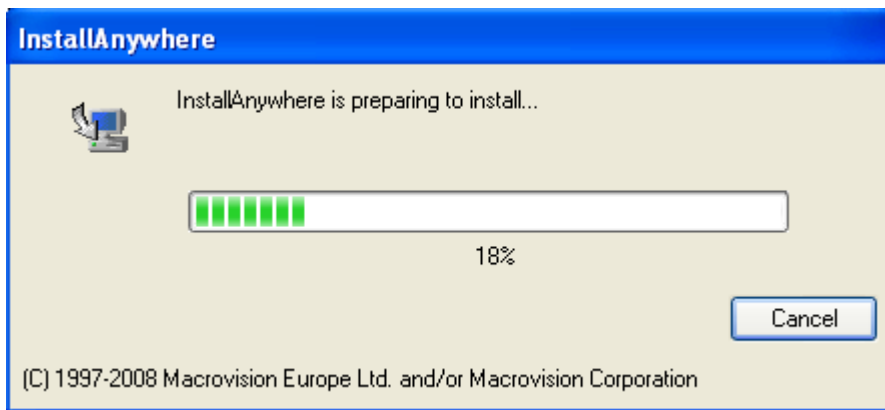 InstallAnywhere
InstallAnywhere is preparing to install...
18%
Cancel
(C) 1997-2008 Macrovision Europe Ltd. and/or Macrovision Corporation